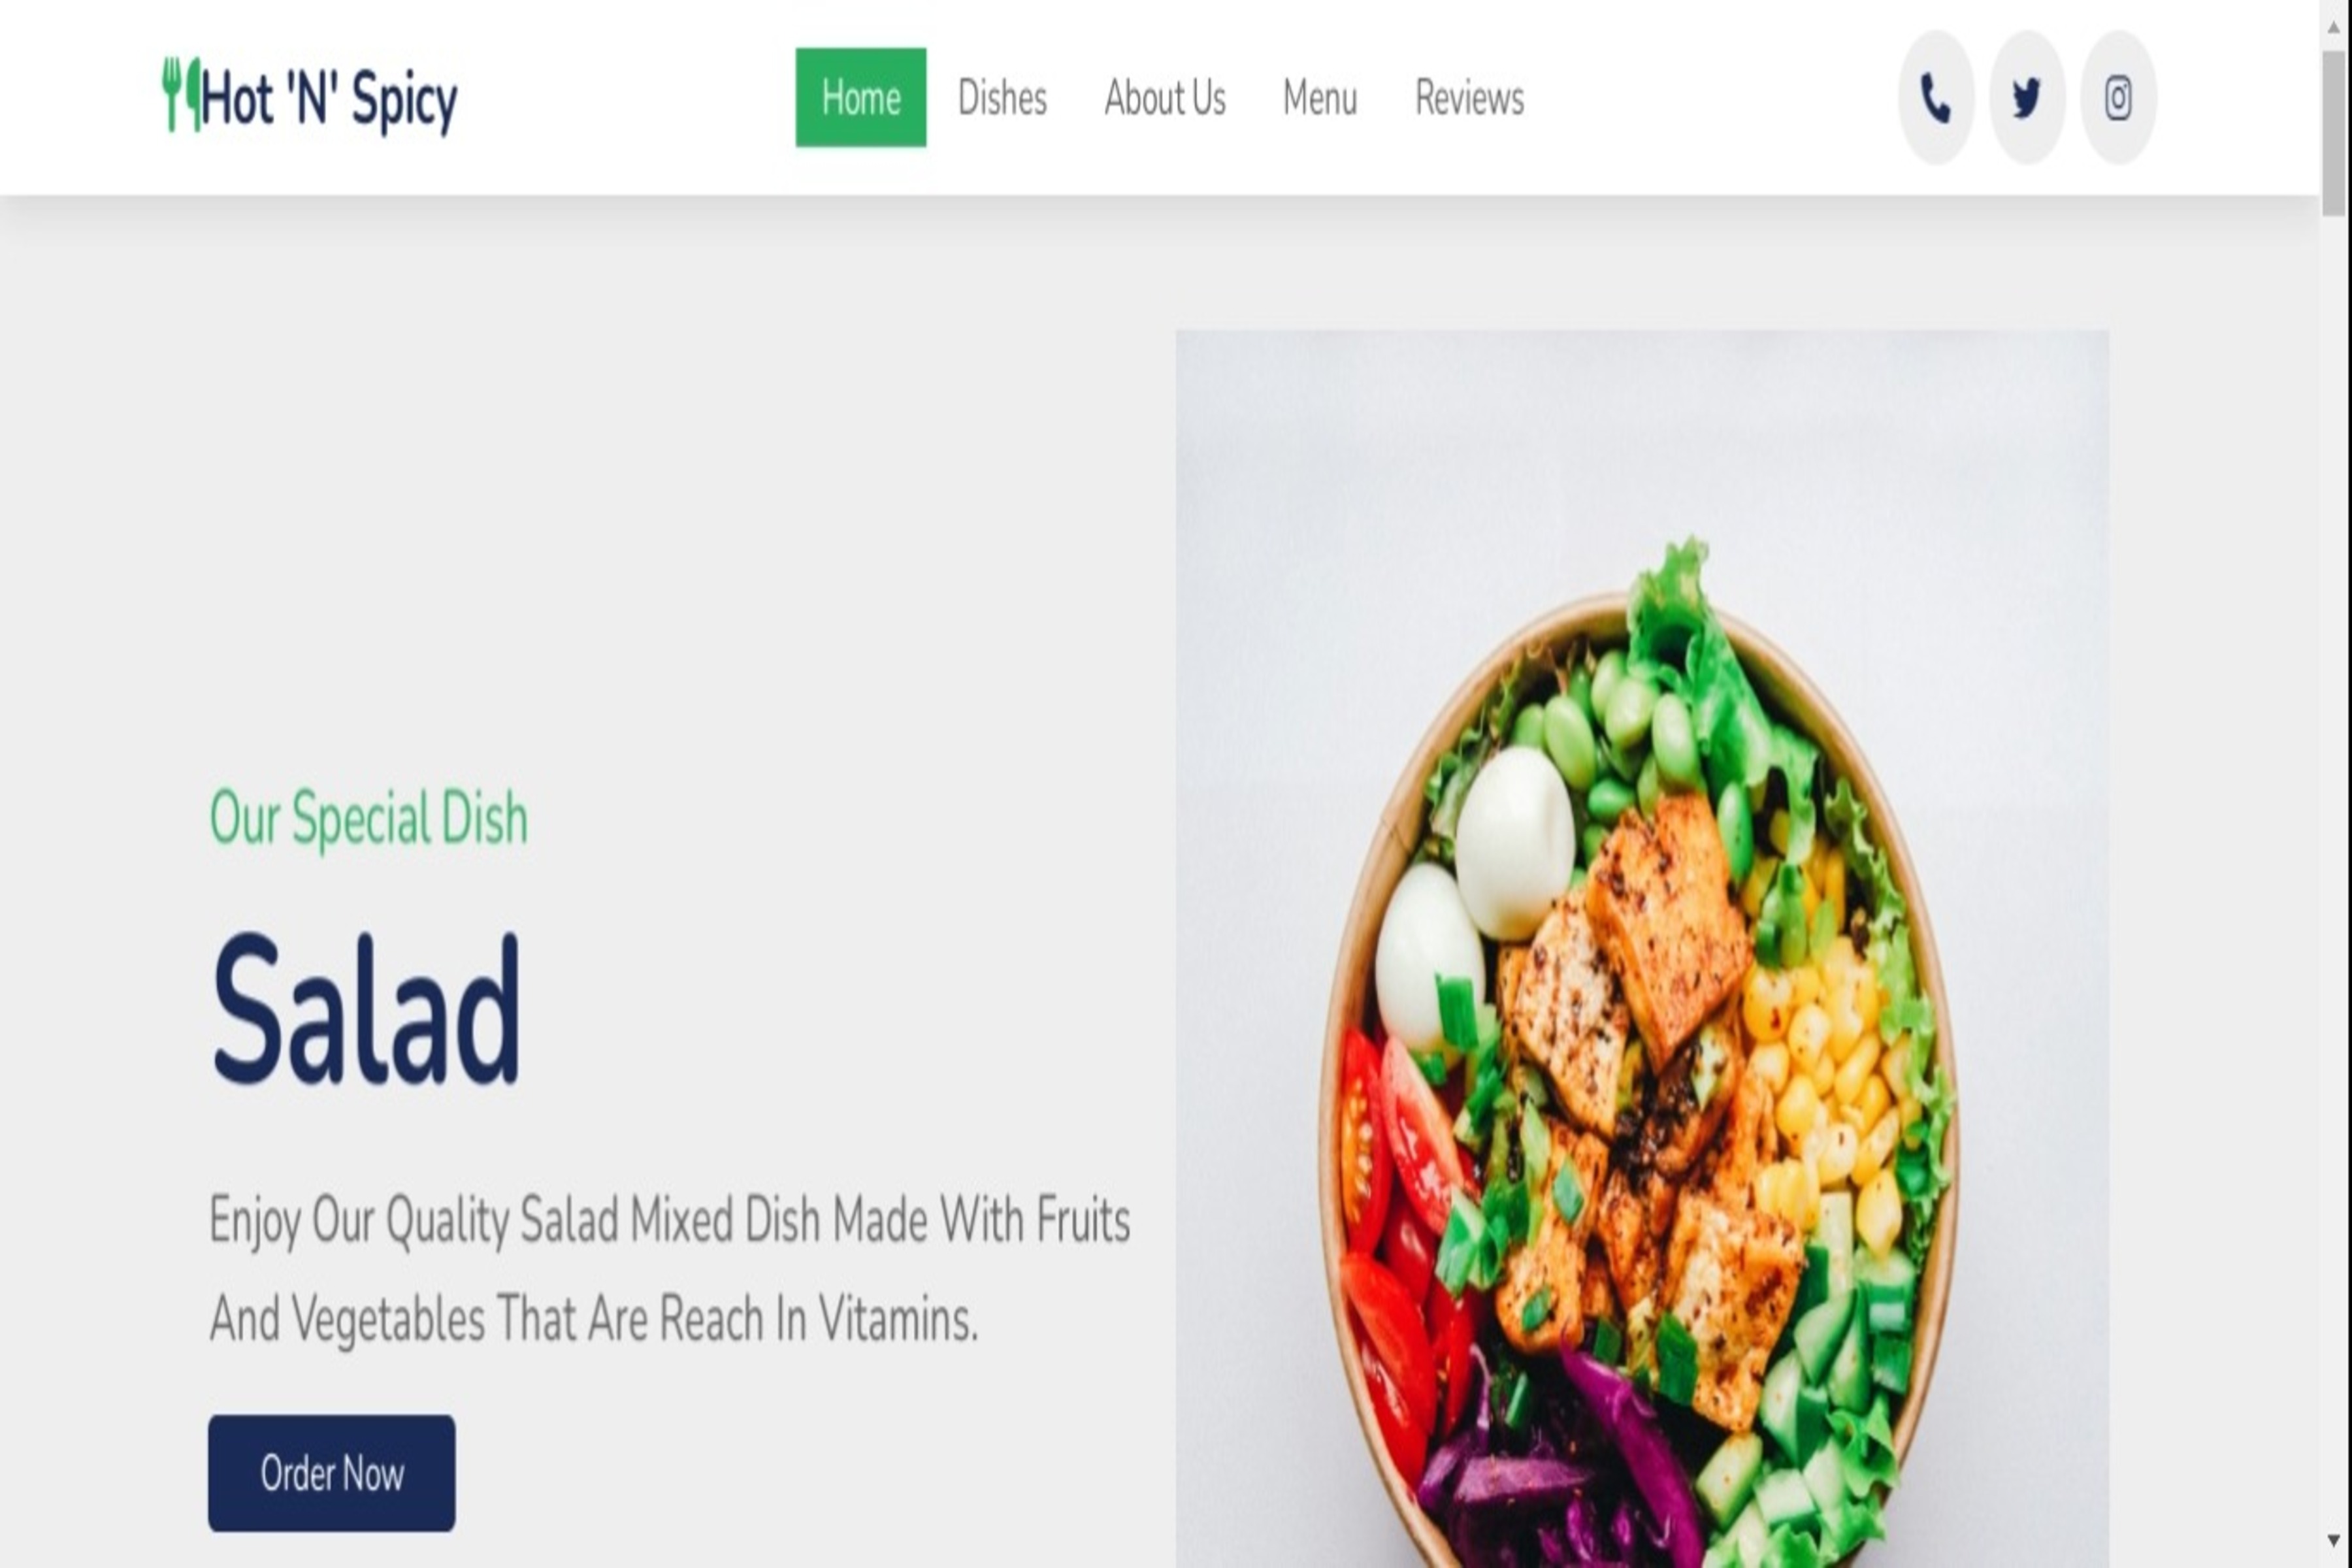 Hot 'N' Spicy
Home
Dishes
About Us
Menu
Reviews
Our Special Dish
Salad
Enjoy Our Quality Salad Mixed Dish Made With Fruits
And Vegetables That Are Reach In Vitamins.
Order Now